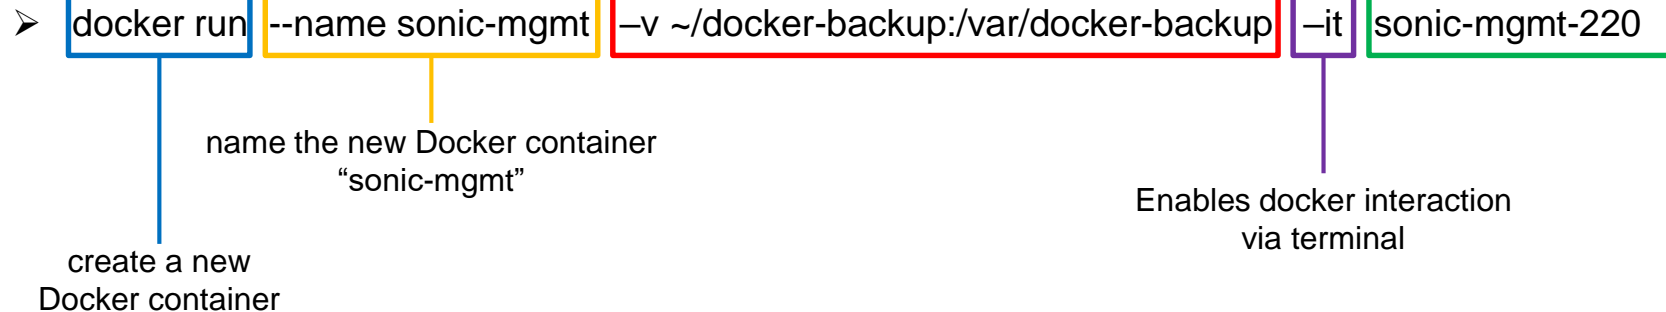 ➢ docker run --name sonic-mgmt –v ~/docker-backup:/var/docker-backup –it sonic-mgmt-220
name the new Docker container
“sonic-mgmt”
Enables docker interaction
via terminal
create a new
Docker container